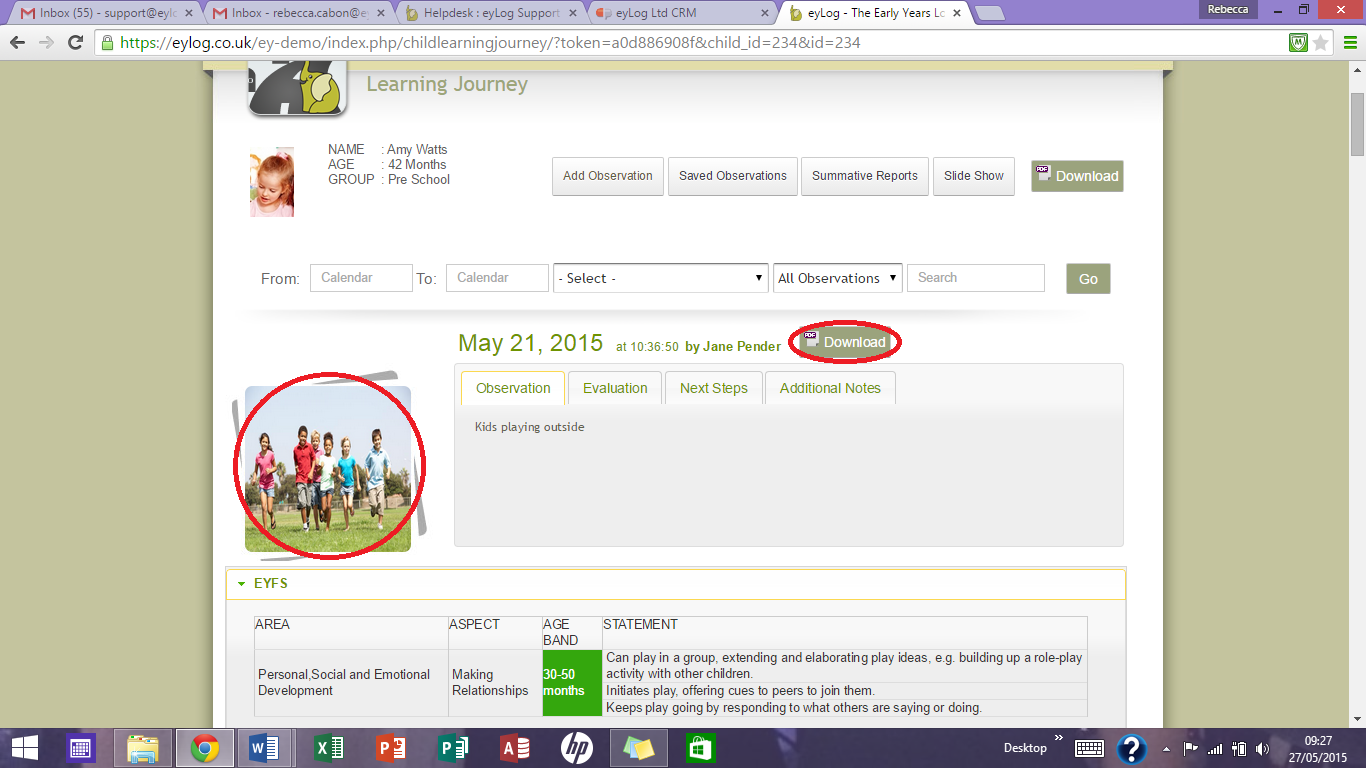 Inbox (55) - support@eylo
Inbox - rebecca.cabon@ey
Helpdesk : eyLog Support
eyLog Ltd CRM
eyLog - The Early Years Lo
Rebecca
https://eylog.co.uk/ey-demo/index.php/childlearningjourney/?token=a0d886908f&child_id=234&id=234
Learning Journey
NAME : Amy Watts
AGE : 42 Months
GROUP : Pre School
Add Observation
Saved Observations
Summative Reports
Slide Show
PDF Download
From: Calendar To: Calendar - Select - All Observations Search Go
May 21, 2015 at 10:36:50 by Jane Pender PDF Download
Observation Evaluation Next Steps Additional Notes
Kids playing outside
EYFS
AREA ASPECT AGE BAND STATEMENT
Personal,Social and Emotional Development
Making Relationships
30-50 months
Can play in a group, extending and elaborating play ideas, e.g. building up a role-play
activity with other children.
Initiates play, offering cues to peers to join them.
Keeps play going by responding to what others are saying or doing.
Desktop
09:27
27/05/2015